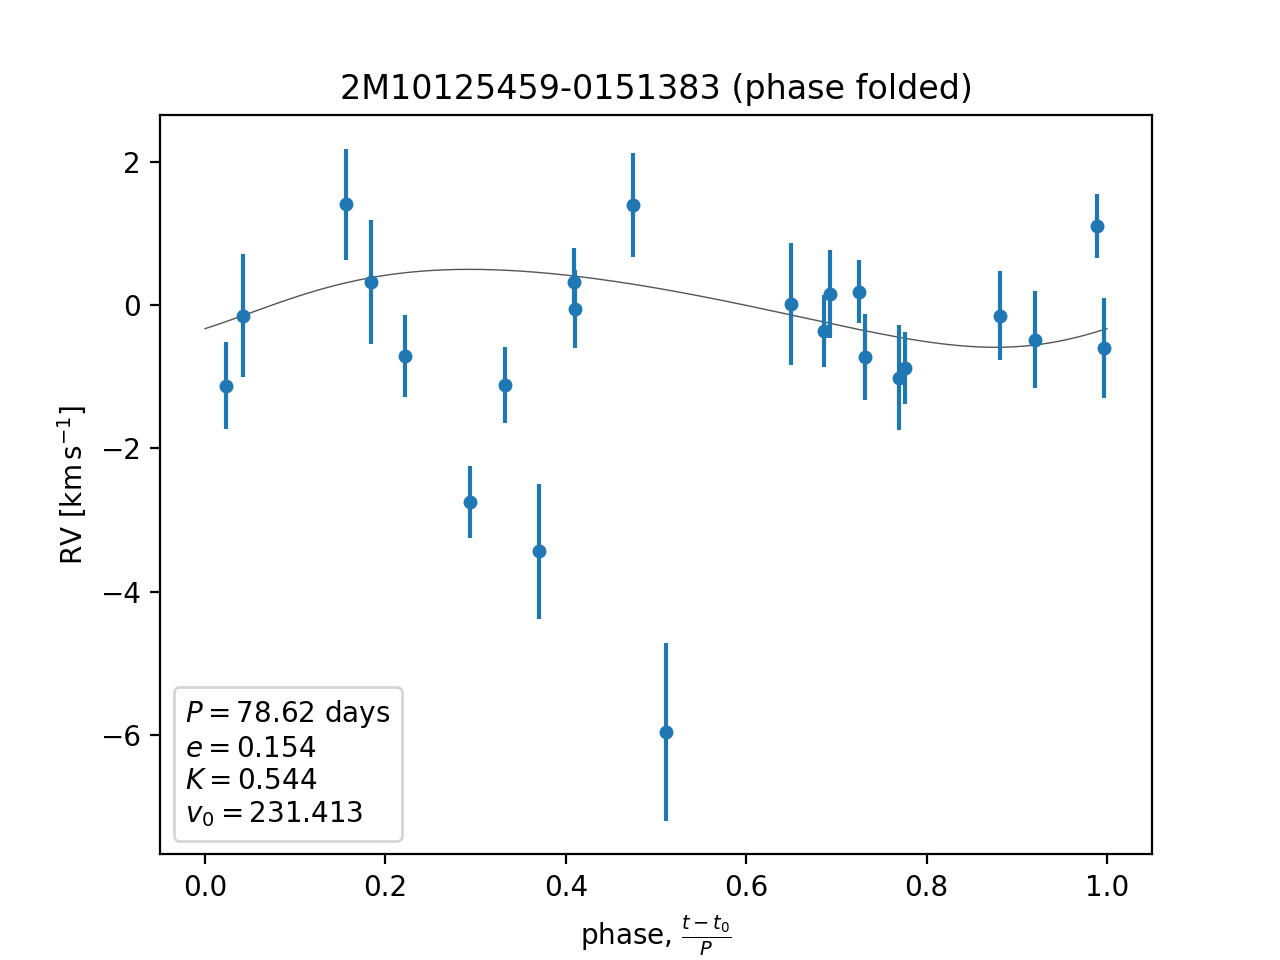 2M10125459-0151383 (phase folded)
2
0
−2
−4
−6
RV [km s⁻¹]
P = 78.62 days
e = 0.154
K = 0.544
v₀ = 231.413
0.0 0.2 0.4 0.6 0.8 1.0
phase, (t − t₀)/P